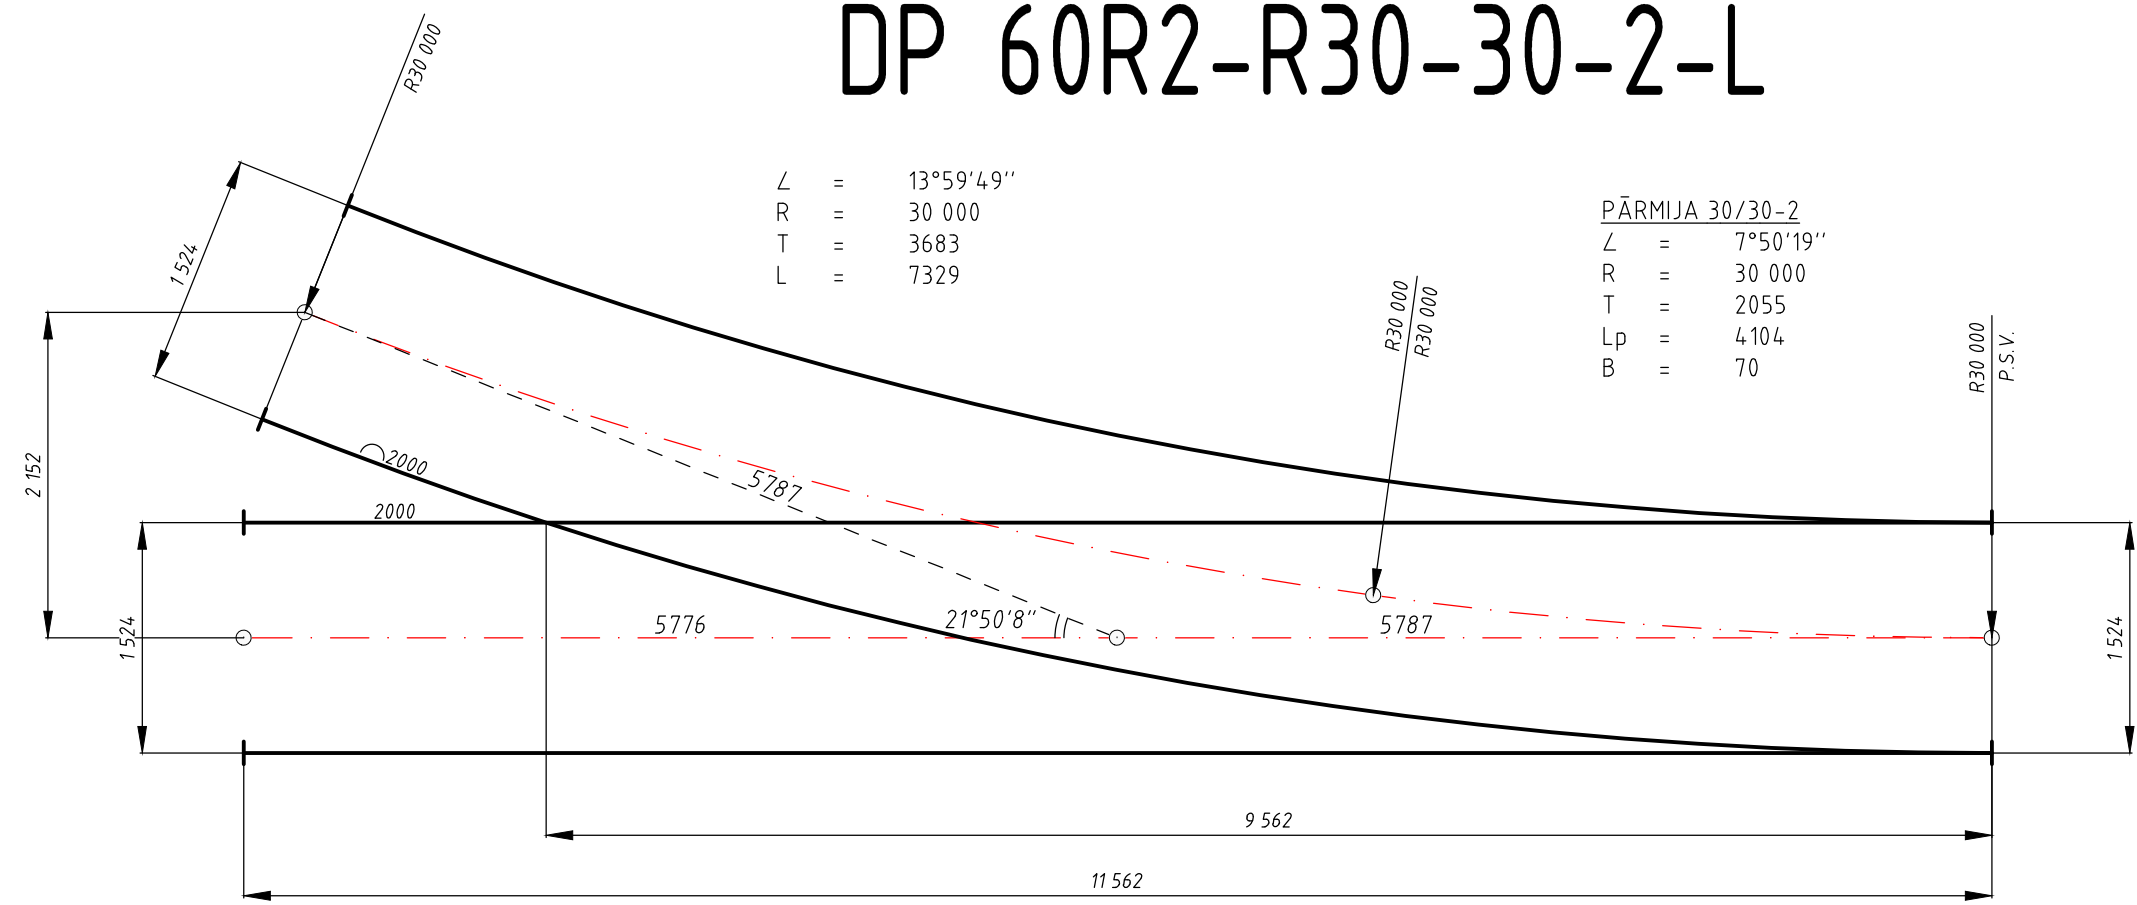 DP 60R2-R30-30-2-L
R30 000
∠ = 13°59'49''
R = 30 000
T = 3683
L = 7329
PĀRMIJA 30/30-2
∠ = 7°50'19''
R = 30 000
T = 2055
Lp = 4104
B = 70
1 524
R30 000
R30 000
R30 000
P.S.V.
2 152
2000
5787
2000
1 524
5776
21°50'8''
5787
1 524
9 562
11 562